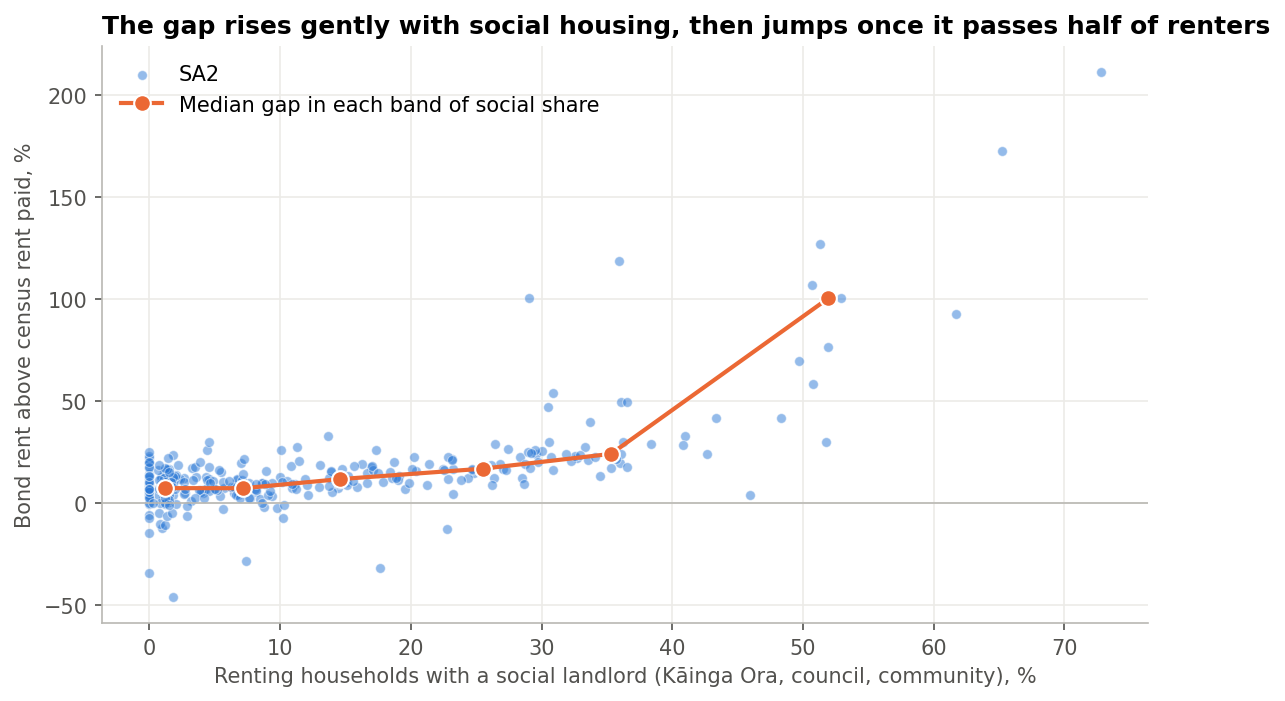 The gap rises gently with social housing, then jumps once it passes half of renters
SA2
Median gap in each band of social share
Bond rent above census rent paid, %
200
150
100
50
0
−50
0 10 20 30 40 50 60 70
Renting households with a social landlord (Kāinga Ora, council, community), %